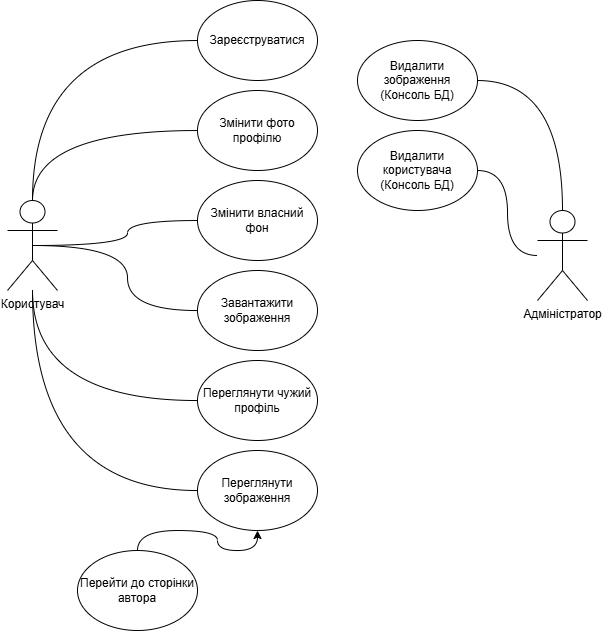 Зареєструватися
Видалити
зображення
(Консоль БД)
Змінити фото
профілю
Видалити
користувача
(Консоль БД)
Змінити власний
фон
Користувач
Завантажити
зображення
Адміністратор
Переглянути чужий
профіль
Переглянути
зображення
Перейти до сторінки
автора